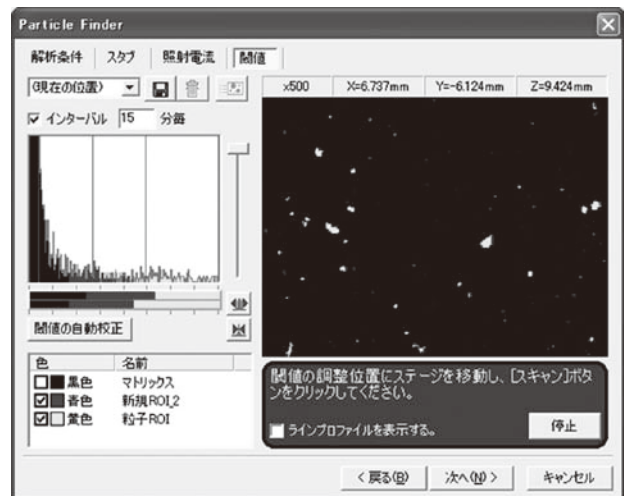 Particle Finder
解析条件 スタブ 照射電流 閾値
(現在の位置)
x500 X=6.737mm Y=-6.124mm Z=9.424mm
インターバル 15 分毎
閾値の自動校正
色 名前
黒色 マトリックス
青色 新規ROI_2
黄色 粒子ROI
閾値の調整位置にステージを移動し、[スキャン]ボタ
ンをクリックしてください。
ラインプロファイルを表示する。
停止
< 戻る(B) 次へ(N) > キャンセル